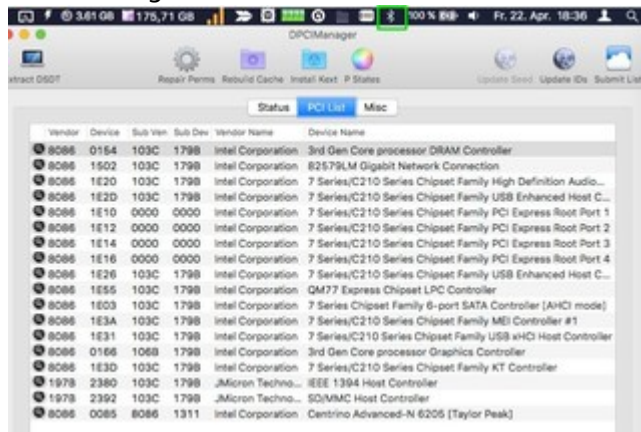 3.61 GB 175,71 GB 100 % Fr. 22. Apr. 18:36
DPCIManager
xtract DSDT Repair Perms Rebuild Cache Install Kext P States Update Seed Update IDs Submit List
Status PCI List Misc
Vendor Device Sub Ven Sub Dev Vendor Name Device Name
8086 0154 103C 179B Intel Corporation 3rd Gen Core processor DRAM Controller
8086 1502 103C 179B Intel Corporation 82579LM Gigabit Network Connection
8086 1E20 103C 179B Intel Corporation 7 Series/C210 Series Chipset Family High Definition Audio...
8086 1E2D 103C 179B Intel Corporation 7 Series/C210 Series Chipset Family USB Enhanced Host C...
8086 1E10 0000 0000 Intel Corporation 7 Series/C210 Series Chipset Family PCI Express Root Port 1
8086 1E12 0000 0000 Intel Corporation 7 Series/C210 Series Chipset Family PCI Express Root Port 2
8086 1E14 0000 0000 Intel Corporation 7 Series/C210 Series Chipset Family PCI Express Root Port 3
8086 1E16 0000 0000 Intel Corporation 7 Series/C210 Series Chipset Family PCI Express Root Port 4
8086 1E26 103C 179B Intel Corporation 7 Series/C210 Series Chipset Family USB Enhanced Host C...
8086 1E55 103C 179B Intel Corporation QM77 Express Chipset LPC Controller
8086 1E03 103C 179B Intel Corporation 7 Series Chipset Family 6-port SATA Controller [AHCI mode]
8086 1E3A 103C 179B Intel Corporation 7 Series/C210 Series Chipset Family MEI Controller #1
8086 1E31 103C 179B Intel Corporation 7 Series/C210 Series Chipset Family USB xHCI Host Controller
8086 0166 106B 179B Intel Corporation 3rd Gen Core processor Graphics Controller
8086 1E3D 103C 179B Intel Corporation 7 Series/C210 Series Chipset Family KT Controller
197B 2380 103C 179B JMicron Techno... IEEE 1394 Host Controller
197B 2392 103C 179B JMicron Techno... SD/MMC Host Controller
8086 0085 8086 1311 Intel Corporation Centrino Advanced-N 6205 [Taylor Peak]